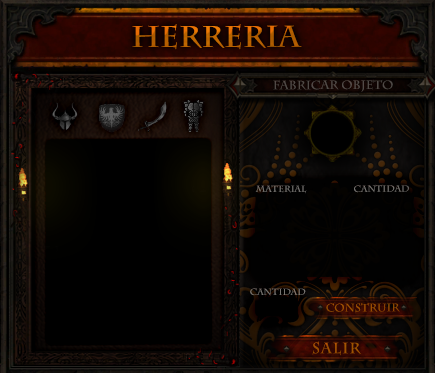 HERRERIA
FABRICAR OBJETO
MATERIAL CANTIDAD
CANTIDAD
CONSTRUIR
SALIR